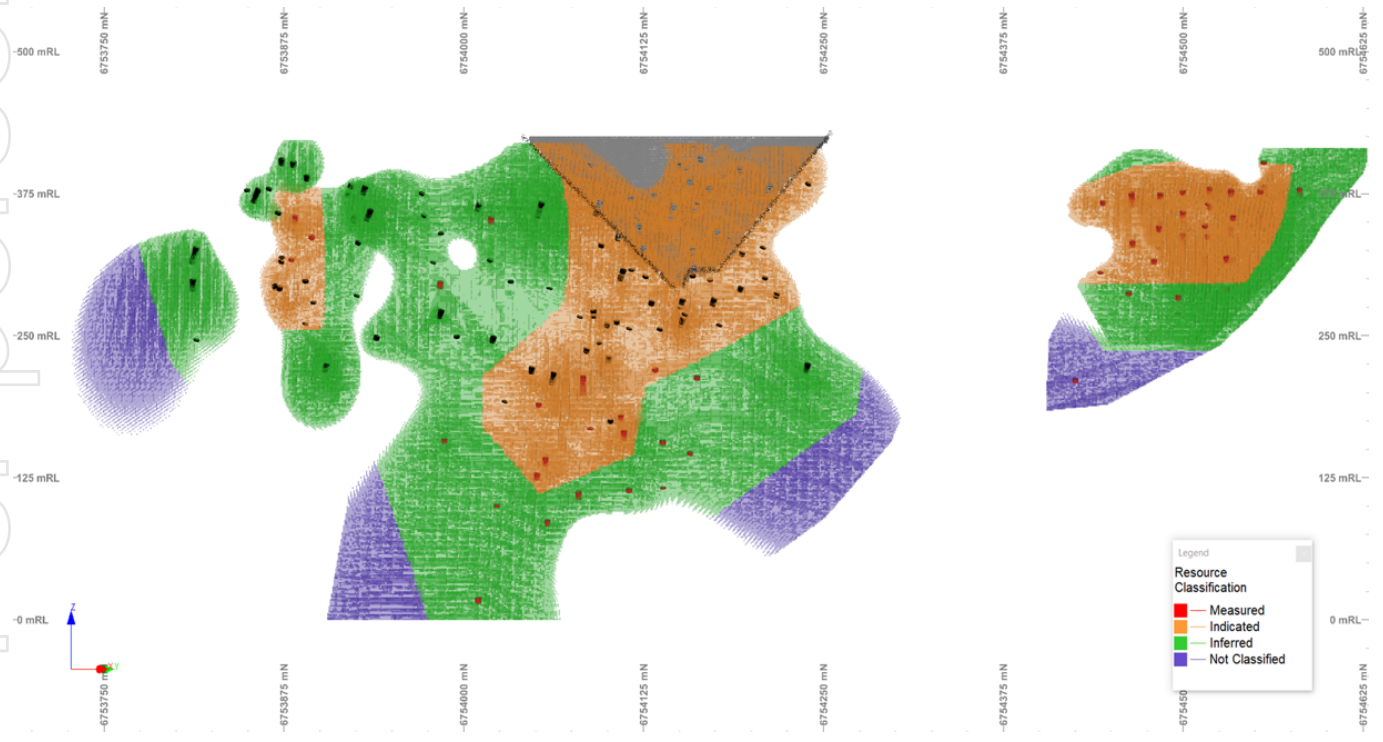 6753750 mN
6753875 mN
6754000 mN
6754125 mN
6754250 mN
6754375 mN
6754500 mN
6754625 mN
500 mRL
500 mRL
375 mRL
250 mRL
250 mRL
125 mRL
125 mRL
0 mRL
0 mRL
Z
Legend
Resource
Classification
Measured
Indicated
Inferred
Not Classified
6753750 mN
6753875 mN
6754000 mN
6754125 mN
6754250 mN
6754375 mN
6754500
6754625 mN